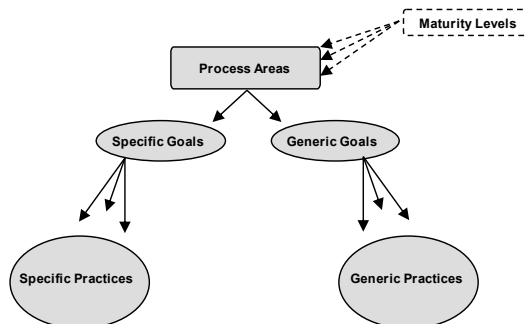 Maturity Levels
Process Areas
Specific Goals
Generic Goals
Specific Practices
Generic Practices